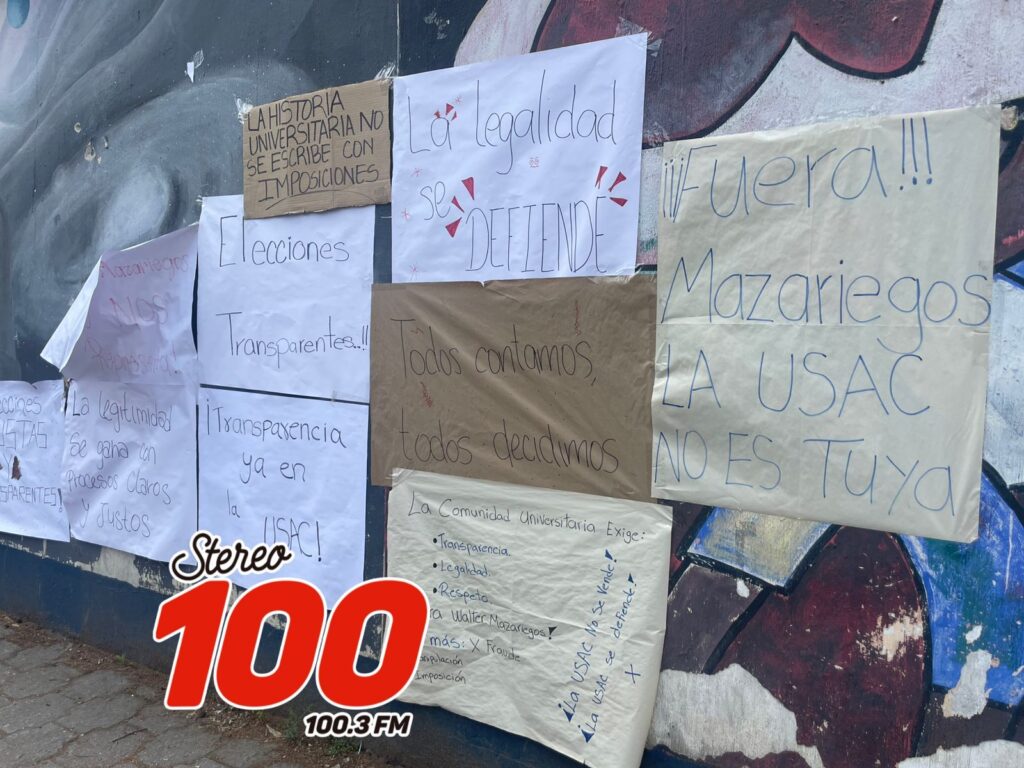 LA HISTORIA
UNIVERSITARIA NO
SE ESCRIBE CON
IMPOSICIONES.
La legalidad
se DEFIENDE
¡¡¡Fuera!!!
Mazariegos
LA USAC
NO ES TUYA
Mazariegos
NOS
Elecciones
Transparentes..!!
Todos contamos,
todos decidimos
La legitimidad
Se gana con
procesos claros
y justos
¡Transparencia
ya en
la
USAC!
La Comunidad Universitaria Exige:
• Transparencia.
• Legalidad.
• Respeto.
Walter Mazariegos!
más: X Fraude
¡La USAC No se Vende!
¡La USAC se defiende!
X
Stereo
100
100.3 FM